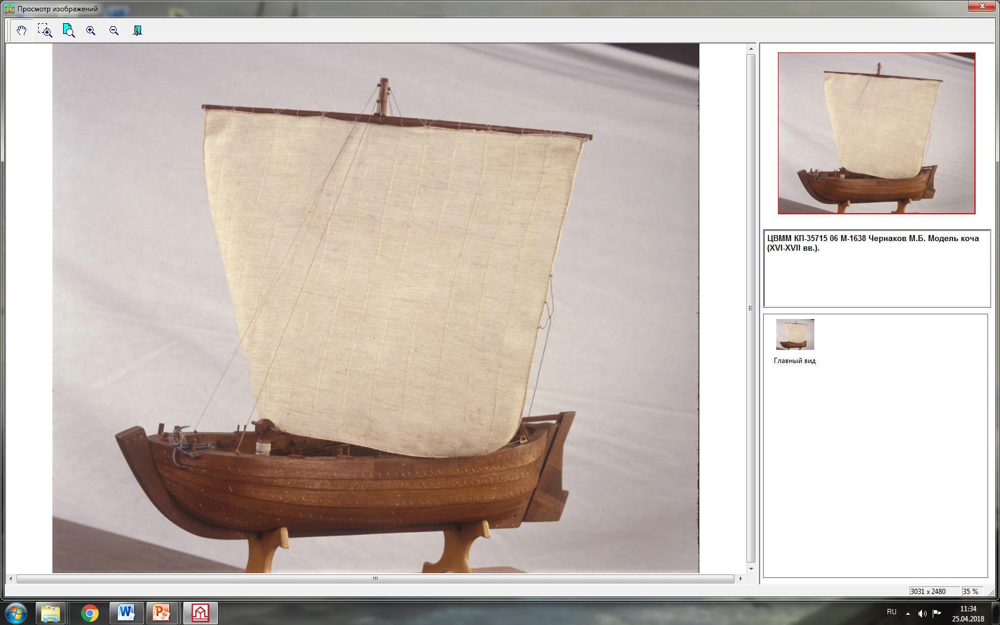 Просмотр изображений
ЦВММ КП-35715 06 М-1638 Чернаков М.Б. Модель коча
(XVI-XVII вв.).
Главный вид
3031 x 2480
35 %
RU
11:34
25.04.2018